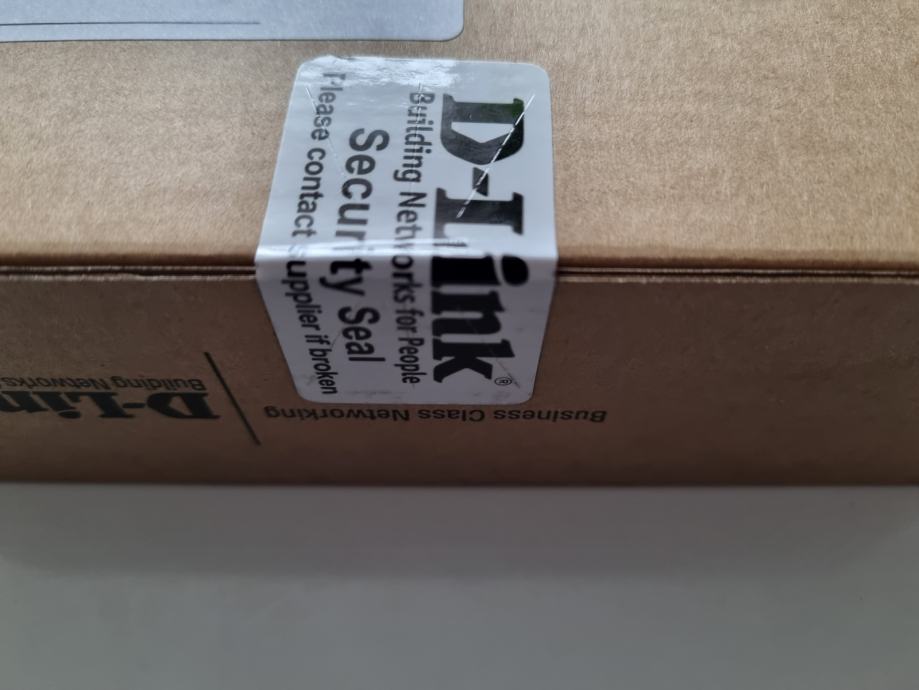 D-Link®
Building Networks for People
Security Seal
Please contact supplier if broken
D-Lin
Building Networks
Business Class Networking